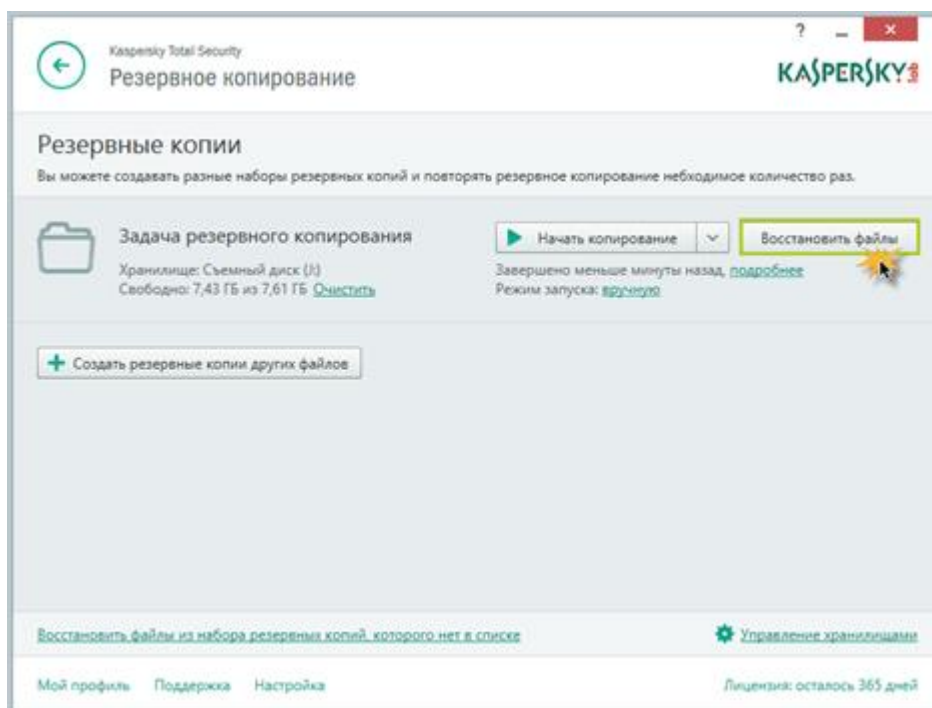 ?
Kaspersky Total Security
Резервное копирование
KASPERSKY lab
Резервные копии
Вы можете создавать разные наборы резервных копий и повторять резервное копирование небходимое количество раз.
Задача резервного копирования
Хранилище: Съемный диск (J:)
Свободно: 7,43 ГБ из 7,61 ГБ Очистить
Начать копирование
Восстановить файлы
Завершено меньше минуты назад, подробнее
Режим запуска: вручную
Создать резервные копии других файлов
Восстановить файлы из набора резервных копий, которого нет в списке
Управление хранилищами
Мой профиль Поддержка Настройка
Лицензия: осталось 365 дней